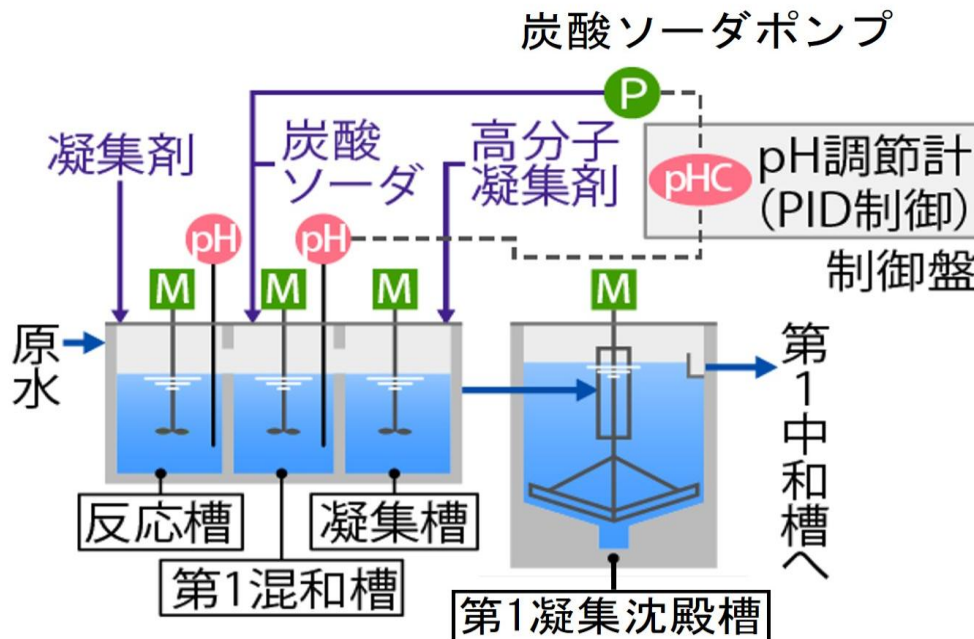 炭酸ソーダポンプ
P
凝集剤
炭酸
ソーダ
高分子
凝集剤
pHC
pH調節計
(PID制御)
制御盤
pH
pH
M
M
M
M
原水
第1中和槽へ
反応槽
凝集槽
第1混和槽
第1凝集沈殿槽